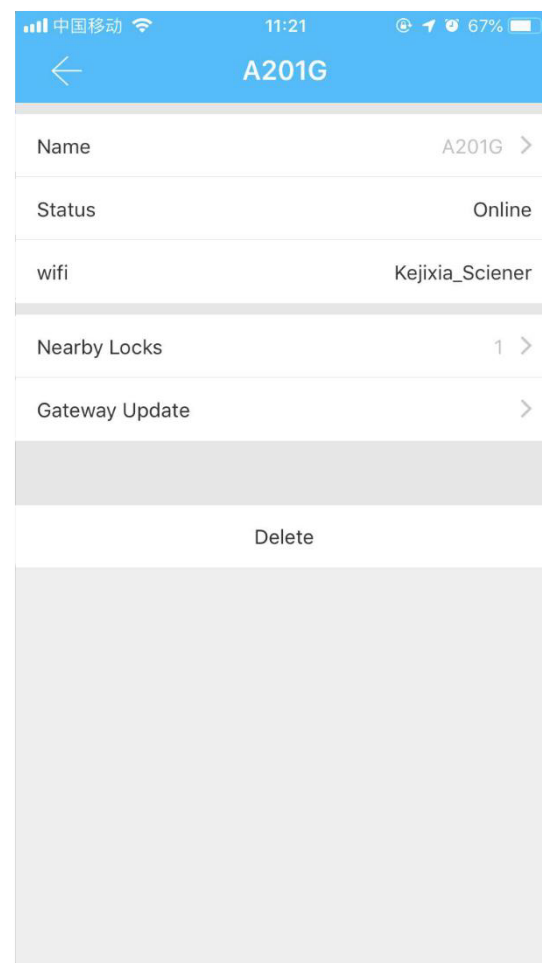 中国移动 11:21 67%
A201G
Name A201G
Status Online
wifi Kejixia_Sciener
Nearby Locks 1
Gateway Update
Delete